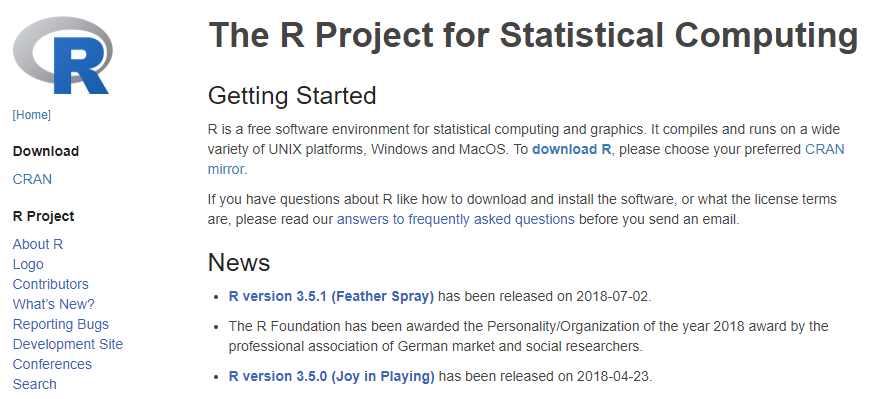 R
[Home]
Download
CRAN
R Project
About R
Logo
Contributors
What's New?
Reporting Bugs
Development Site
Conferences
Search
The R Project for Statistical Computing
Getting Started
R is a free software environment for statistical computing and graphics. It compiles and runs on a wide
variety of UNIX platforms, Windows and MacOS. To download R, please choose your preferred CRAN
mirror.
If you have questions about R like how to download and install the software, or what the license terms
are, please read our answers to frequently asked questions before you send an email.
News
• R version 3.5.1 (Feather Spray) has been released on 2018-07-02.
• The R Foundation has been awarded the Personality/Organization of the year 2018 award by the
professional association of German market and social researchers.
• R version 3.5.0 (Joy in Playing) has been released on 2018-04-23.